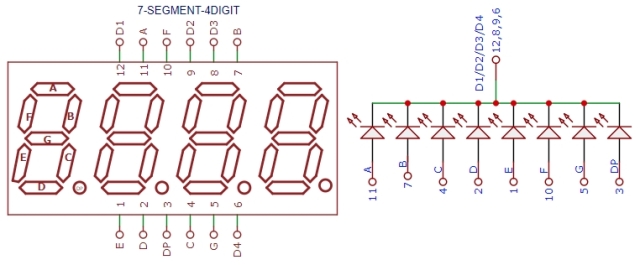 7-SEGMENT-4DIGIT
D1 A F D2 D3 B
12 11 10 9 8 7
A
F B
G
E C
D
1 2 3 4 5 6
E D DP C G D4
D1/D2/D3/D4
12,8,9,6
A B C D E F G DP
11 7 4 2 1 10 5 3